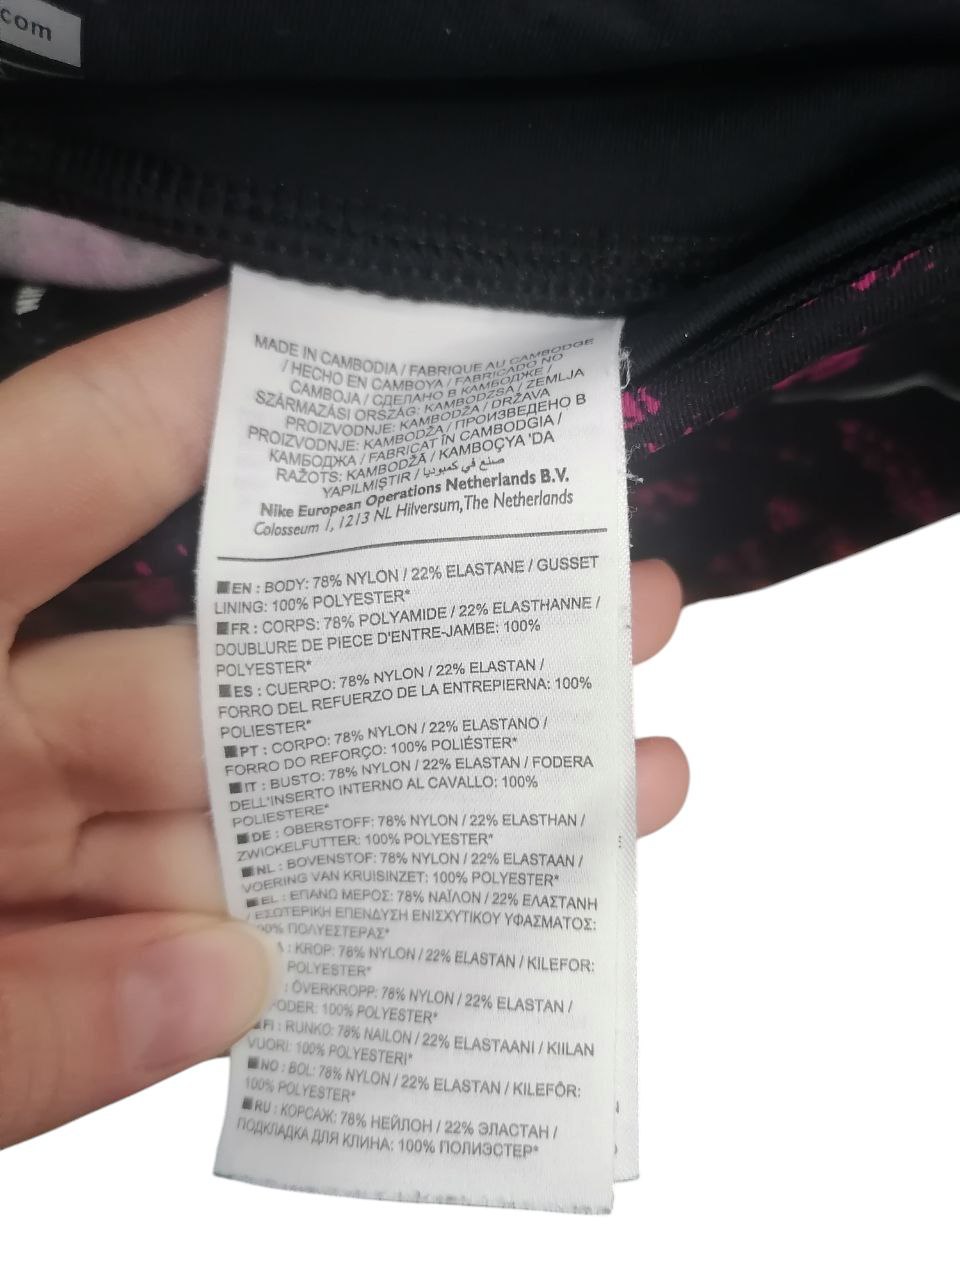 com
MADE IN CAMBODIA / FABRIQUE AU CAMBODGE
/ HECHO EN CAMBOYA / FABRICADO NO
CAMBOJA / СДЕЛАНО В КАМБОДЖЕ /
SZÁRMAZÁSI ORSZÁG: KAMBODZSA / ZEMLJA
PROIZVODNJE: KAMBODŽA / DRŽAVA
PROIZVODNJE: KAMBODŽA / ПРОИЗВЕДЕНО В
КАМБОДЖА / FABRICAT ÎN CAMBODGIA /
RAŽOTS: KAMBODŽĀ / KAMBOÇYA 'DA
YAPILMIŞTIR / صنع في كمبوديا
Nike European Operations Netherlands B.V.
Colosseum 1, 1213 NL Hilversum, The Netherlands
EN : BODY: 78% NYLON / 22% ELASTANE / GUSSET
LINING: 100% POLYESTER*
FR : CORPS: 78% POLYAMIDE / 22% ELASTHANNE /
DOUBLURE DE PIECE D'ENTRE-JAMBE: 100%
POLYESTER*
ES : CUERPO: 78% NYLON / 22% ELASTAN /
FORRO DEL REFUERZO DE LA ENTREPIERNA: 100%
POLIESTER*
PT : CORPO: 78% NYLON / 22% ELASTANO /
FORRO DO REFORÇO: 100% POLIÉSTER*
IT : BUSTO: 78% NYLON / 22% ELASTAN / FODERA
DELL'INSERTO INTERNO AL CAVALLO: 100%
POLIESTERE*
DE : OBERSTOFF: 78% NYLON / 22% ELASTHAN /
ZWICKELFUTTER: 100% POLYESTER*
NL : BOVENSTOF: 78% NYLON / 22% ELASTAAN /
VOERING VAN KRUISINZET: 100% POLYESTER*
EL : ΕΠΑΝΩ ΜΕΡΟΣ: 78% ΝΑΪΛΟΝ / 22% ΕΛΑΣΤΑΝΗ
/ ΕΣΩΤΕΡΙΚΗ ΕΠΕΝΔΥΣΗ ΕΝΙΣΧΥΤΙΚΟΥ ΥΦΑΣΜΑΤΟΣ:
00% ΠΟΛΥΕΣΤΕΡΑΣ*
: KROP: 78% NYLON / 22% ELASTAN / KILEFOR:
POLYESTER*
: ÖVERKROPP: 78% NYLON / 22% ELASTAN /
FODER: 100% POLYESTER*
FI : RUNKO: 78% NAILON / 22% ELASTAANI / KIILAN
VUORI: 100% POLYESTERI*
NO : BOL: 78% NYLON / 22% ELASTAN / KILEFÔR:
100% POLYESTER*
RU : КОРСАЖ: 78% НЕЙЛОН / 22% ЭЛАСТАН /
ПОДКЛАДКА ДЛЯ КЛИНА: 100% ПОЛИЭСТЕР*